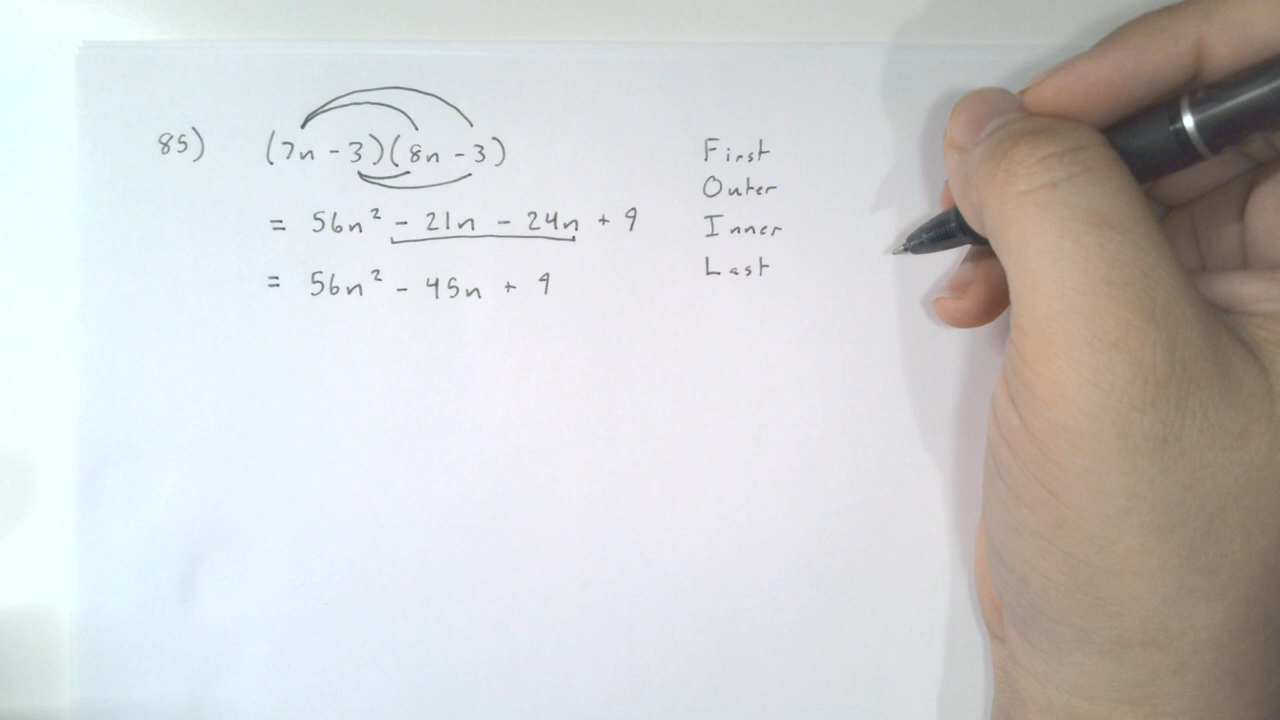 85) (7n - 3)(8n - 3)
= 56n² - 21n - 24n + 9
= 56n² - 45n + 9
First
Outer
Inner
Last